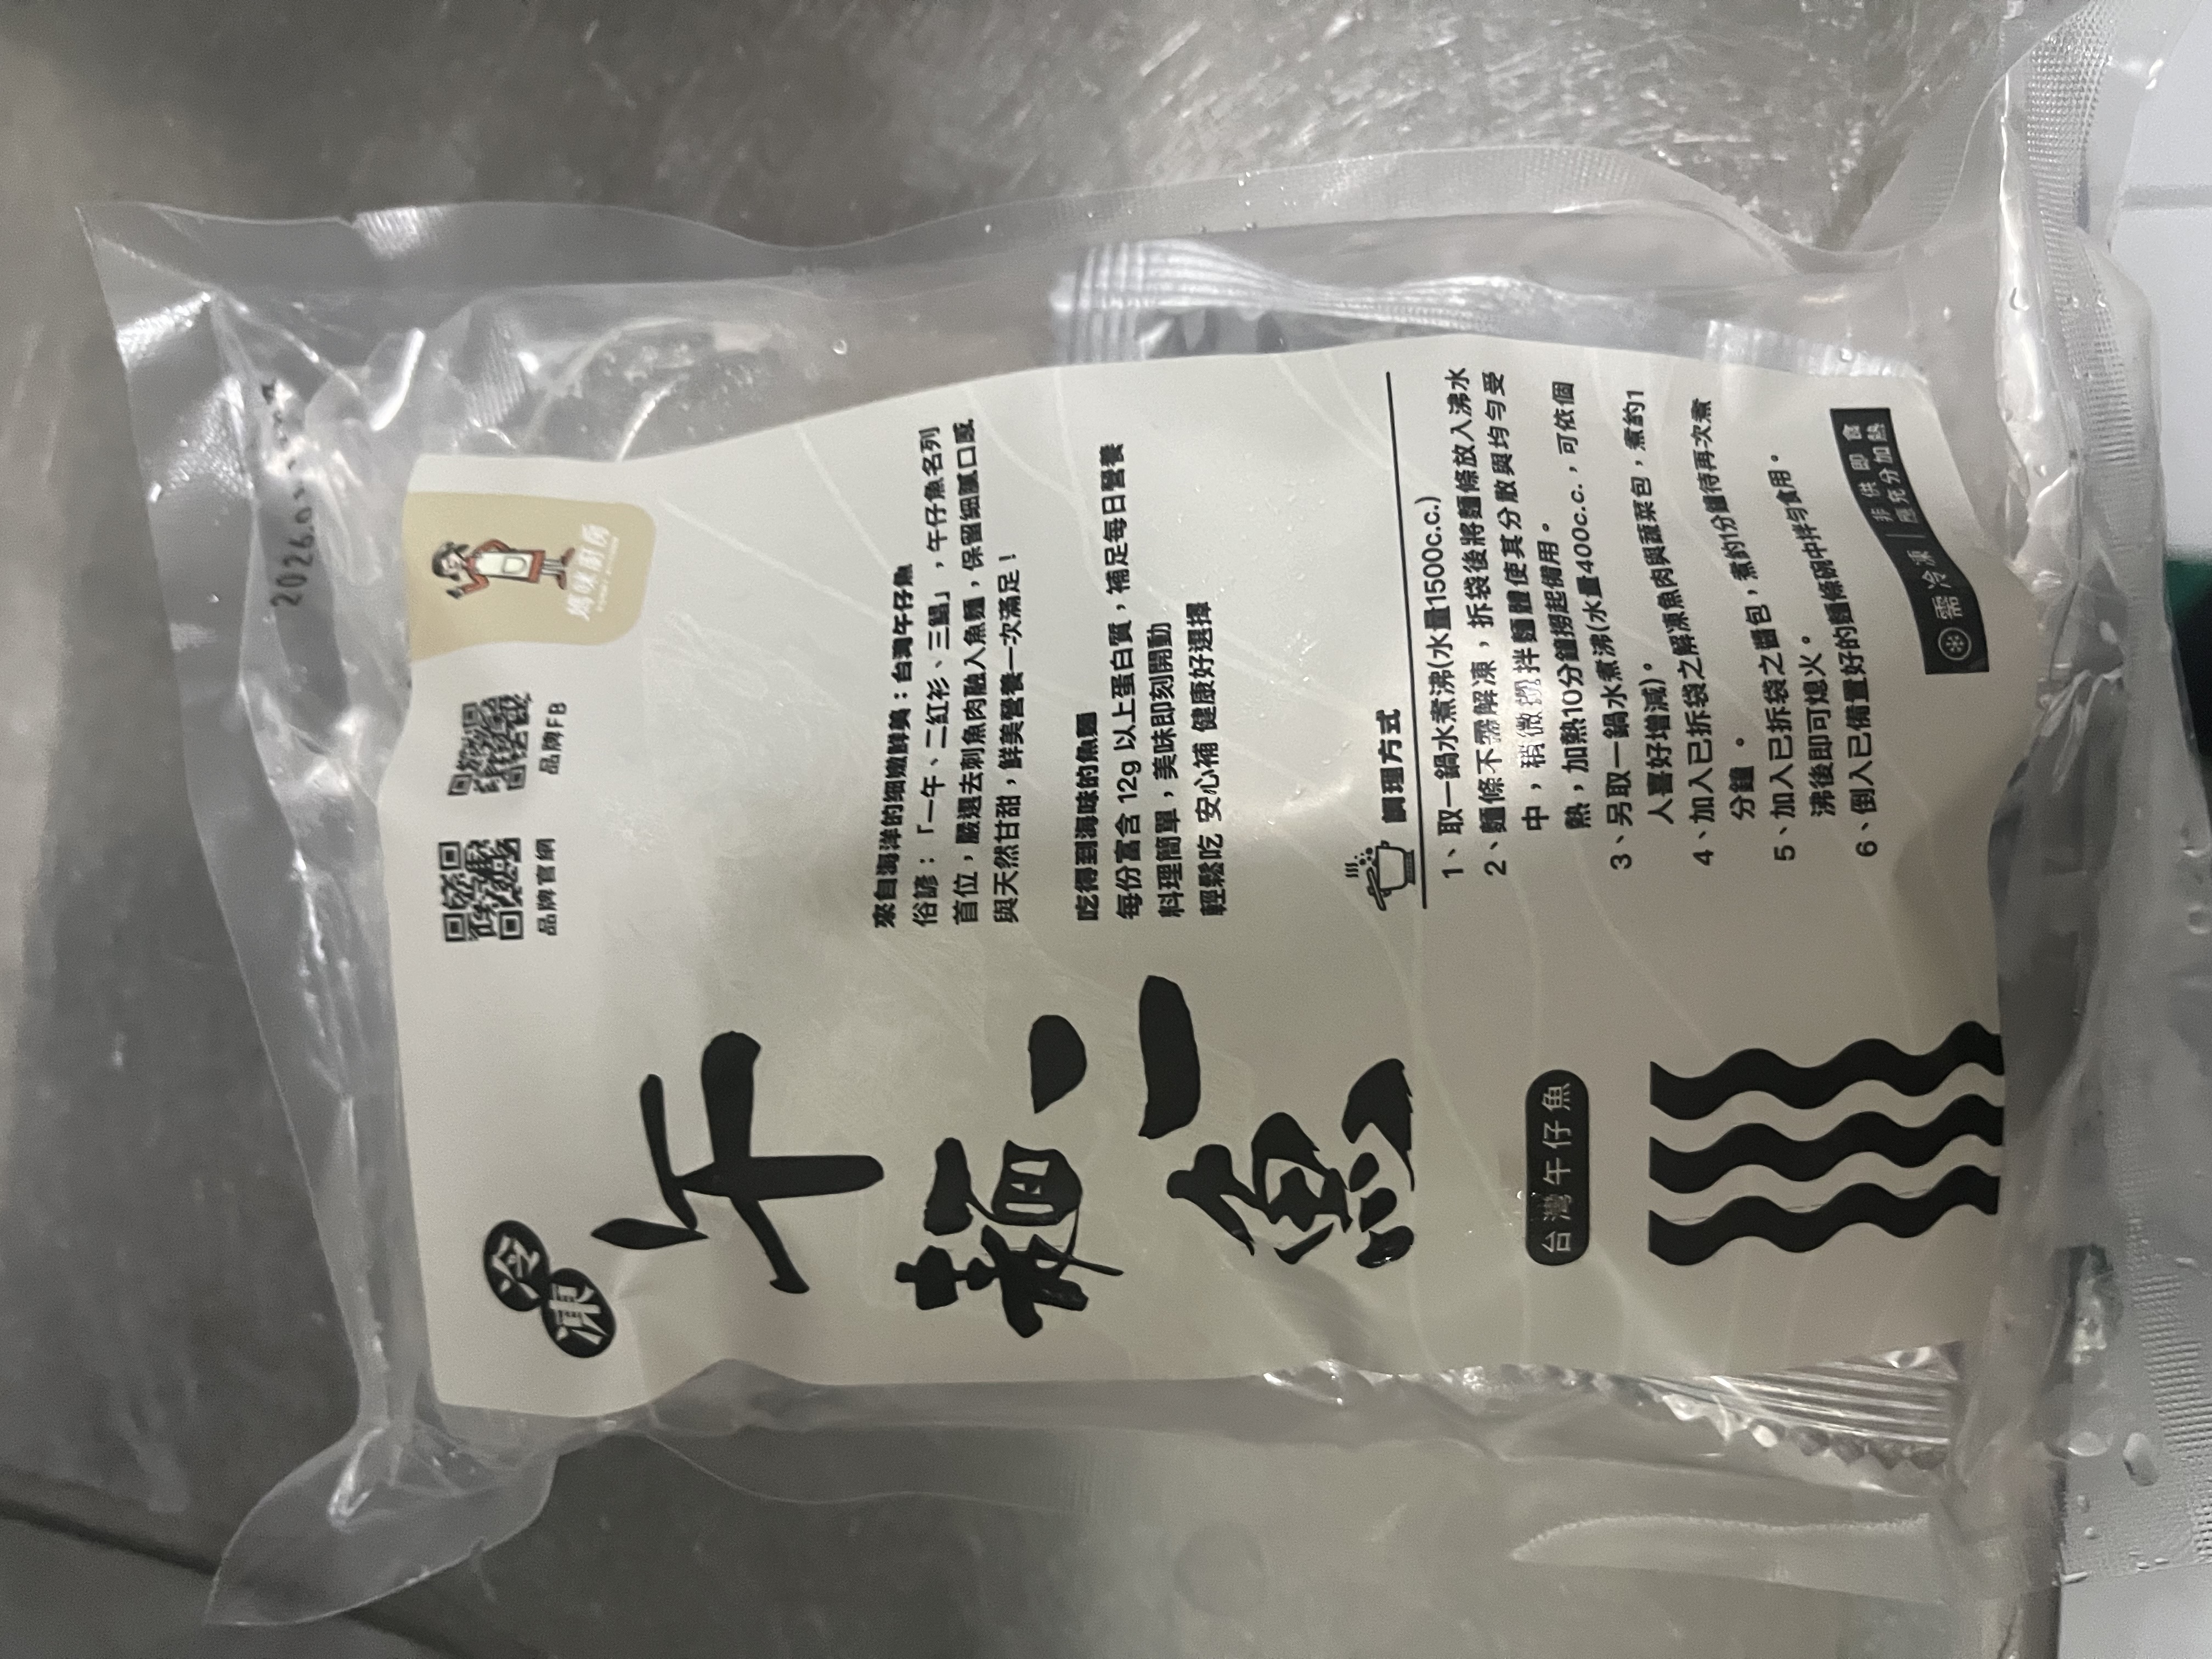 冷凍
午一魚麵
台灣午仔魚
品牌官網
品牌FB
來自海洋的細嫩鮮美：台灣午仔魚
俗諺：「一午、二紅衫、三鯧」，午仔魚名列
首位，嚴選去刺魚肉融入魚麵，保留細膩口感
與天然甘甜，鮮美營養一次滿足！
吃得到海味的魚麵
每份富含 12g 以上蛋白質，補足每日營養
料理簡單，美味即刻開動
輕鬆吃 安心補 健康好選擇
調理方式
1、取一鍋水煮沸(水量1500c.c.)
2、麵條不需解凍，拆袋後將麵條放入沸水
中，稍微攪拌麵體使其分散與均勻受
熱，加熱10分鐘撈起備用。
3、另取一鍋水煮沸(水量400c.c.，可依個
人喜好增減)。
4、加入已拆袋之解凍魚肉與蔬菜包，煮約1
分鐘。
5、加入已拆袋之醬包，煮約1分鐘待再次煮
沸後即可熄火。
6、倒入已備置好的麵條碗中拌勻食用。
需冷凍
非供即食
應充分加熱